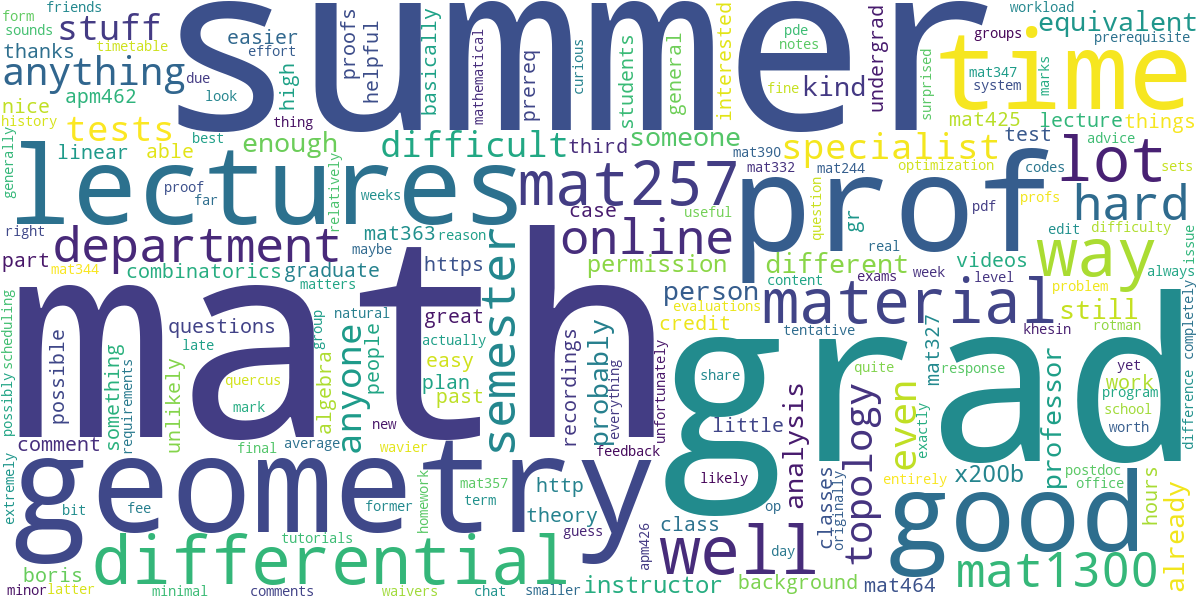 form
friends
stuff
summer
easier
proofs
helpful
basically
mathematical
prereq
curious
students
general
interested
pde
notes
workload
equivalent
groups
prerequisite
sounds
thanks
timetable
effort
anything
due
look
high
apm462
nice
history
thing
fine
kind
undergrad
surprised
time
mat347
system
marks
mat425
lecture
things
tests
able
best
enough
difficult
third
someone
specialist
test
advice
generally
linear
lectures
relatively
proof
far
weeks
mat257
mat390
mat332
mat244
optimization
codes
lot
sets
case
useful
question
gr
prof
pdf
profs
hard
right
department
mat363
reason
semester
online
real
edit
difficulty
issue
part
mat344
combinatorics
graduate
matters
maybe
https
permission
different
content
exams
week
videos
level
way
always
problem
person
evaluations
material
still
credit
tentative
khesin
rotman
scheduling
possibly
math
possible
questions
late
natural
group
great
actually
easy
plan
past
recordings
probably
everything
unfortunately
share
grad
quite
mat327
response
yet
work
program
school
worth
completely
difference
something
requirements
unlikely
quercus
mark
algebra
anyone
people
new
little
analysis
topology
even
exactly
professor
comment
final
average
wavier
feedback
likely
entirely
x200b
postdoc
office
extremely
geometry
bit
fee
former
homework
mat357
term
http
theory
guess
op
classes
originally
good
hours
already
differential
tutorials
apm426
class
well
day
mat1300
boris
minor
latter
minimal
comments
waivers
chat
smaller
instructor
background
mat464